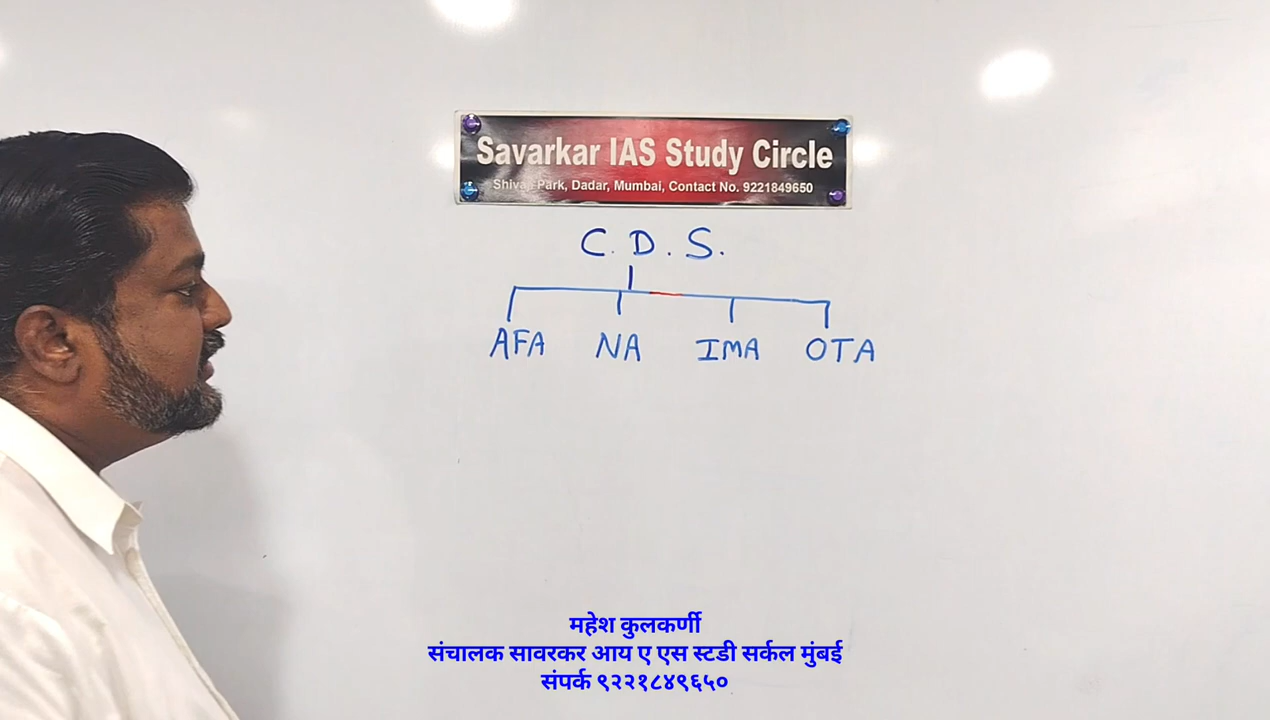 Savarkar IAS Study Circle
Shivaji Park, Dadar, Mumbai, Contact No. 9221849650
C. D. S.
AFA NA IMA OTA
महेश कुलकर्णी
संचालक सावरकर आय ए एस स्टडी सर्कल मुंबई
संपर्क ९२२१८४९६५०